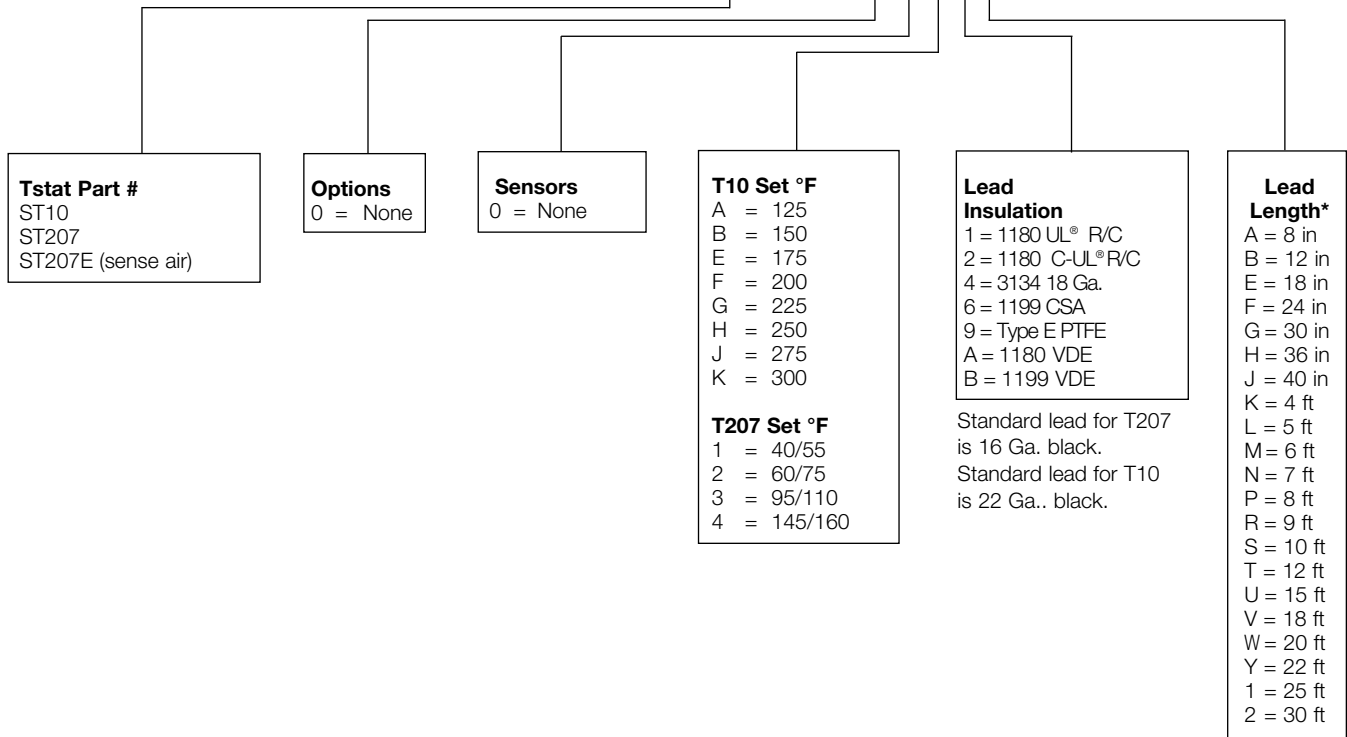 Tstat Part #
ST10
ST207
ST207E (sense air)
Options
0 = None
Sensors
0 = None
T10 Set °F
A = 125
B = 150
E = 175
F = 200
G = 225
H = 250
J = 275
K = 300
T207 Set °F
1 = 40/55
2 = 60/75
3 = 95/110
4 = 145/160
Lead
Insulation
1 = 1180 UL® R/C
2 = 1180 C-UL® R/C
4 = 3134 18 Ga.
6 = 1199 CSA
9 = Type E PTFE
A = 1180 VDE
B = 1199 VDE
Standard lead for T207
is 16 Ga. black.
Standard lead for T10
is 22 Ga.. black.
Lead
Length*
A = 8 in
B = 12 in
E = 18 in
F = 24 in
G = 30 in
H = 36 in
J = 40 in
K = 4 ft
L = 5 ft
M = 6 ft
N = 7 ft
P = 8 ft
R = 9 ft
S = 10 ft
T = 12 ft
U = 15 ft
V = 18 ft
W = 20 ft
Y = 22 ft
1 = 25 ft
2 = 30 ft